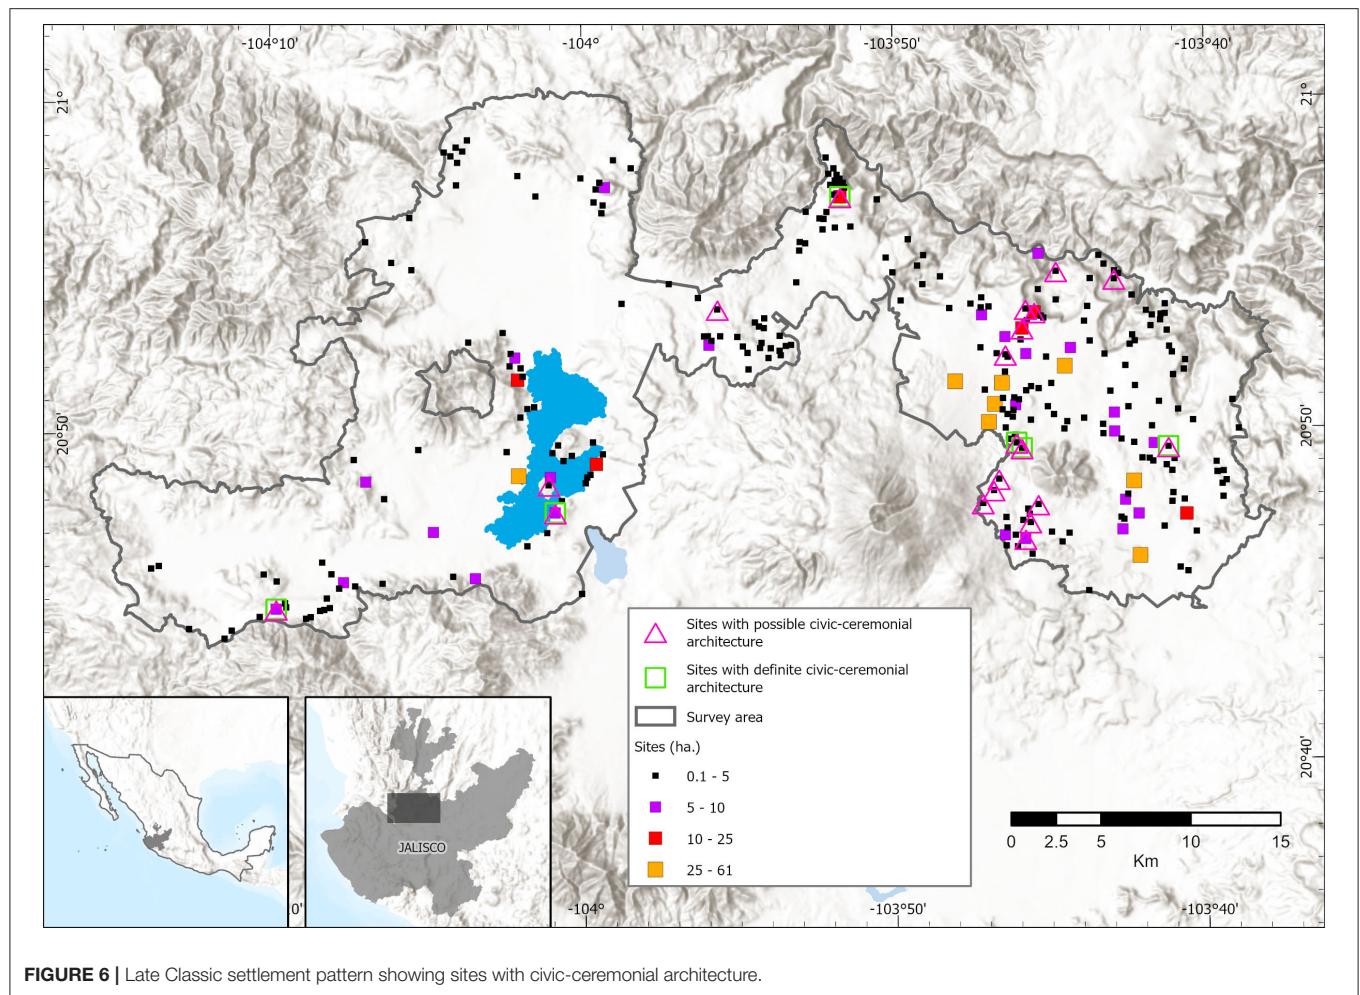 -104°10'
-104°
-103°50'
-103°40'
21°
21°
20°50'
20°50'
20°40'
Sites with possible civic-ceremonial
architecture
Sites with definite civic-ceremonial
architecture
Survey area
Sites (ha.)
0.1 - 5
5 - 10
10 - 25
25 - 61
JALISCO
0 2.5 5 10 15
Km
0'
-104°
-103°50'
-103°40'
FIGURE 6 | Late Classic settlement pattern showing sites with civic-ceremonial architecture.